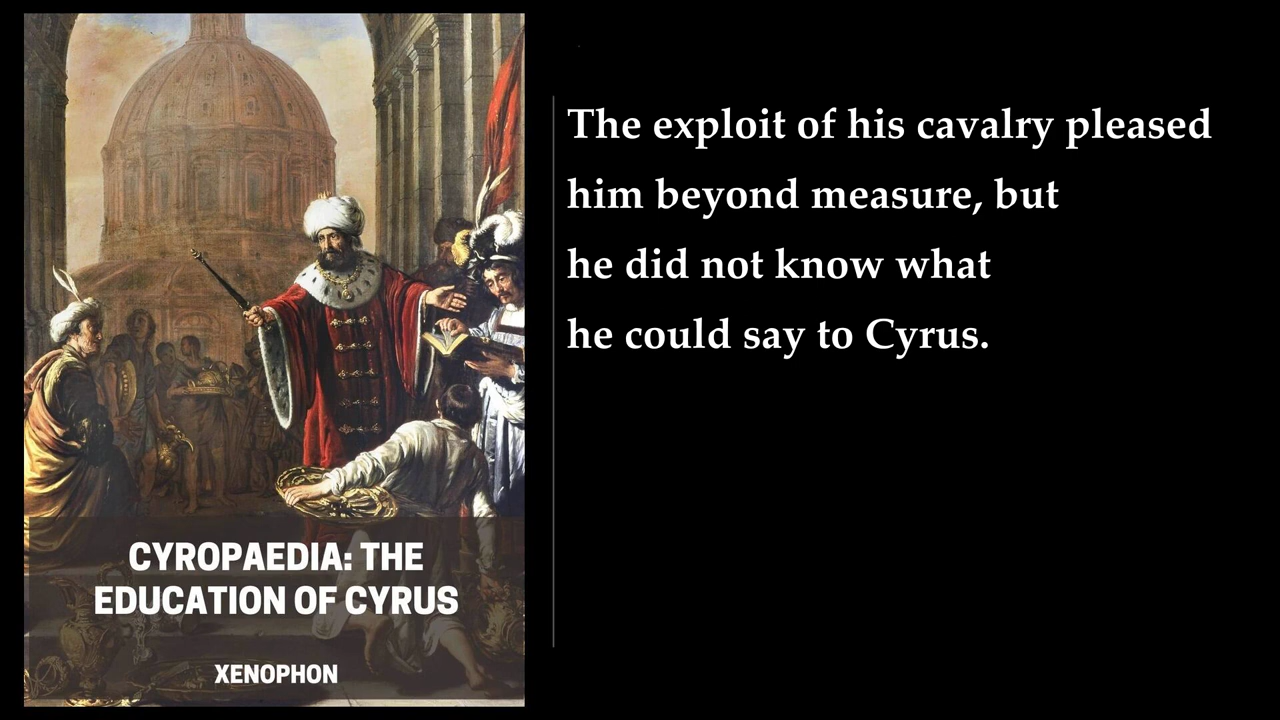 CYROPAEDIA: THE
EDUCATION OF CYRUS
XENOPHON
The exploit of his cavalry pleased
him beyond measure, but
he did not know what
he could say to Cyrus.